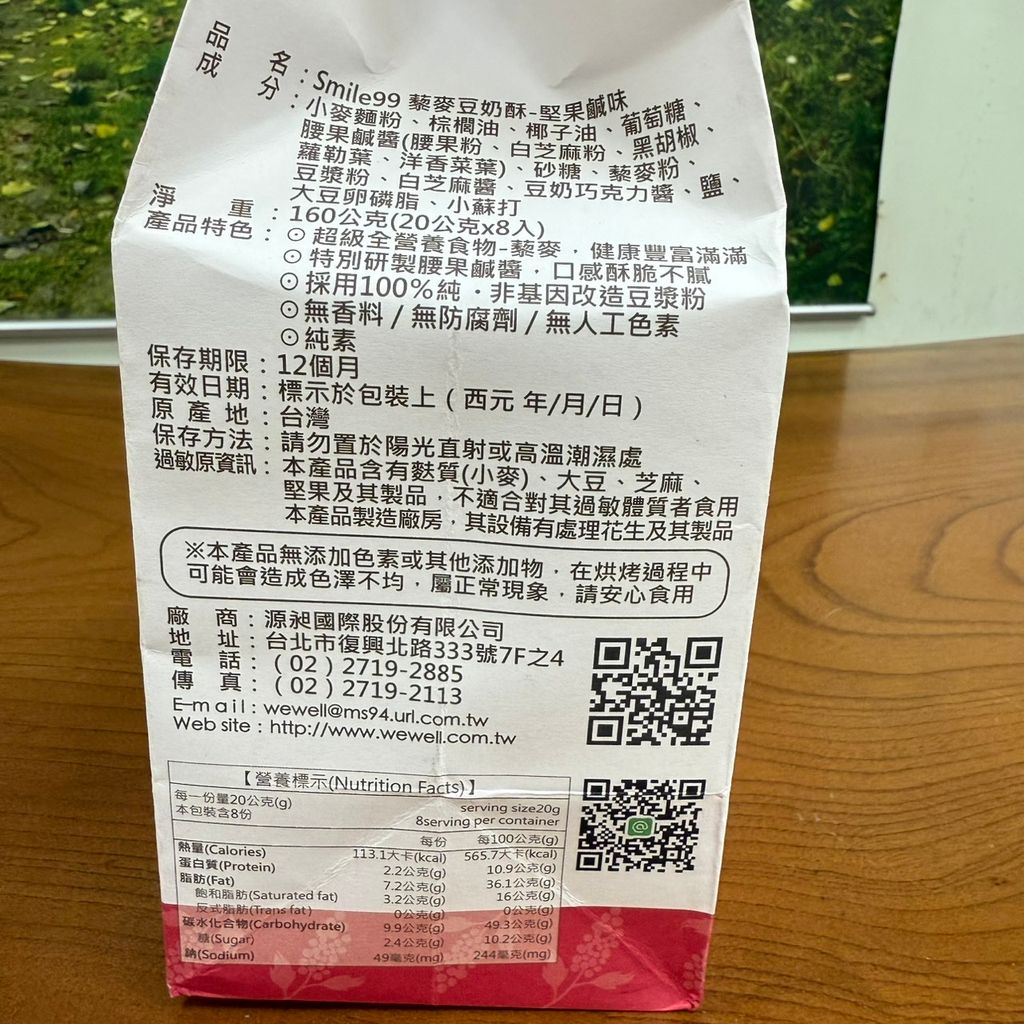 品　名：Smile99 藜麥豆奶酥-堅果鹹味
成　分：小麥麵粉、棕櫚油、椰子油、葡萄糖、
腰果鹹醬(腰果粉、白芝麻粉、黑胡椒、
蘿勒葉、洋香菜葉)、砂糖、藜麥粉、
豆漿粉、白芝麻醬、豆奶巧克力醬、鹽、
大豆卵磷脂、小蘇打
淨　重：160公克(20公克x8入)
產品特色：⊙超級全營養食物-藜麥，健康豐富滿滿
⊙特別研製腰果鹹醬，口感酥脆不膩
⊙採用100%純・非基因改造豆漿粉
⊙無香料/無防腐劑/無人工色素
⊙純素
保存期限：12個月
有效日期：標示於包裝上（西元 年/月/日）
原 產 地：台灣
保存方法：請勿置於陽光直射或高溫潮濕處
過敏原資訊：本產品含有麩質(小麥)、大豆、芝麻、
堅果及其製品，不適合對其過敏體質者食用
本產品製造廠房，其設備有處理花生及其製品
※本產品無添加色素或其他添加物，在烘烤過程中
可能會造成色澤不均，屬正常現象，請安心食用
廠　商：源昶國際股份有限公司
地　址：台北市復興北路333號7F之4
電　話：（02）2719-2885
傳　真：（02）2719-2113
E-mail：wewell@ms94.url.com.tw
Web site：http://www.wewell.com.tw
【營養標示(Nutrition Facts)】
每一份量20公克(g) serving size20g
本包裝含8份 8serving per container
每份 每100公克(g)
熱量(Calories) 113.1大卡(kcal) 565.7大卡(kcal)
蛋白質(Protein) 2.2公克(g) 10.9公克(g)
脂肪(Fat) 7.2公克(g) 36.1公克(g)
飽和脂肪(Saturated fat) 3.2公克(g) 16公克(g)
反式脂肪(Trans fat) 0公克(g) 0公克(g)
碳水化合物(Carbohydrate) 9.9公克(g) 49.3公克(g)
糖(Sugar) 2.4公克(g) 10.2公克(g)
鈉(Sodium) 49毫克(mg) 244毫克(mg)